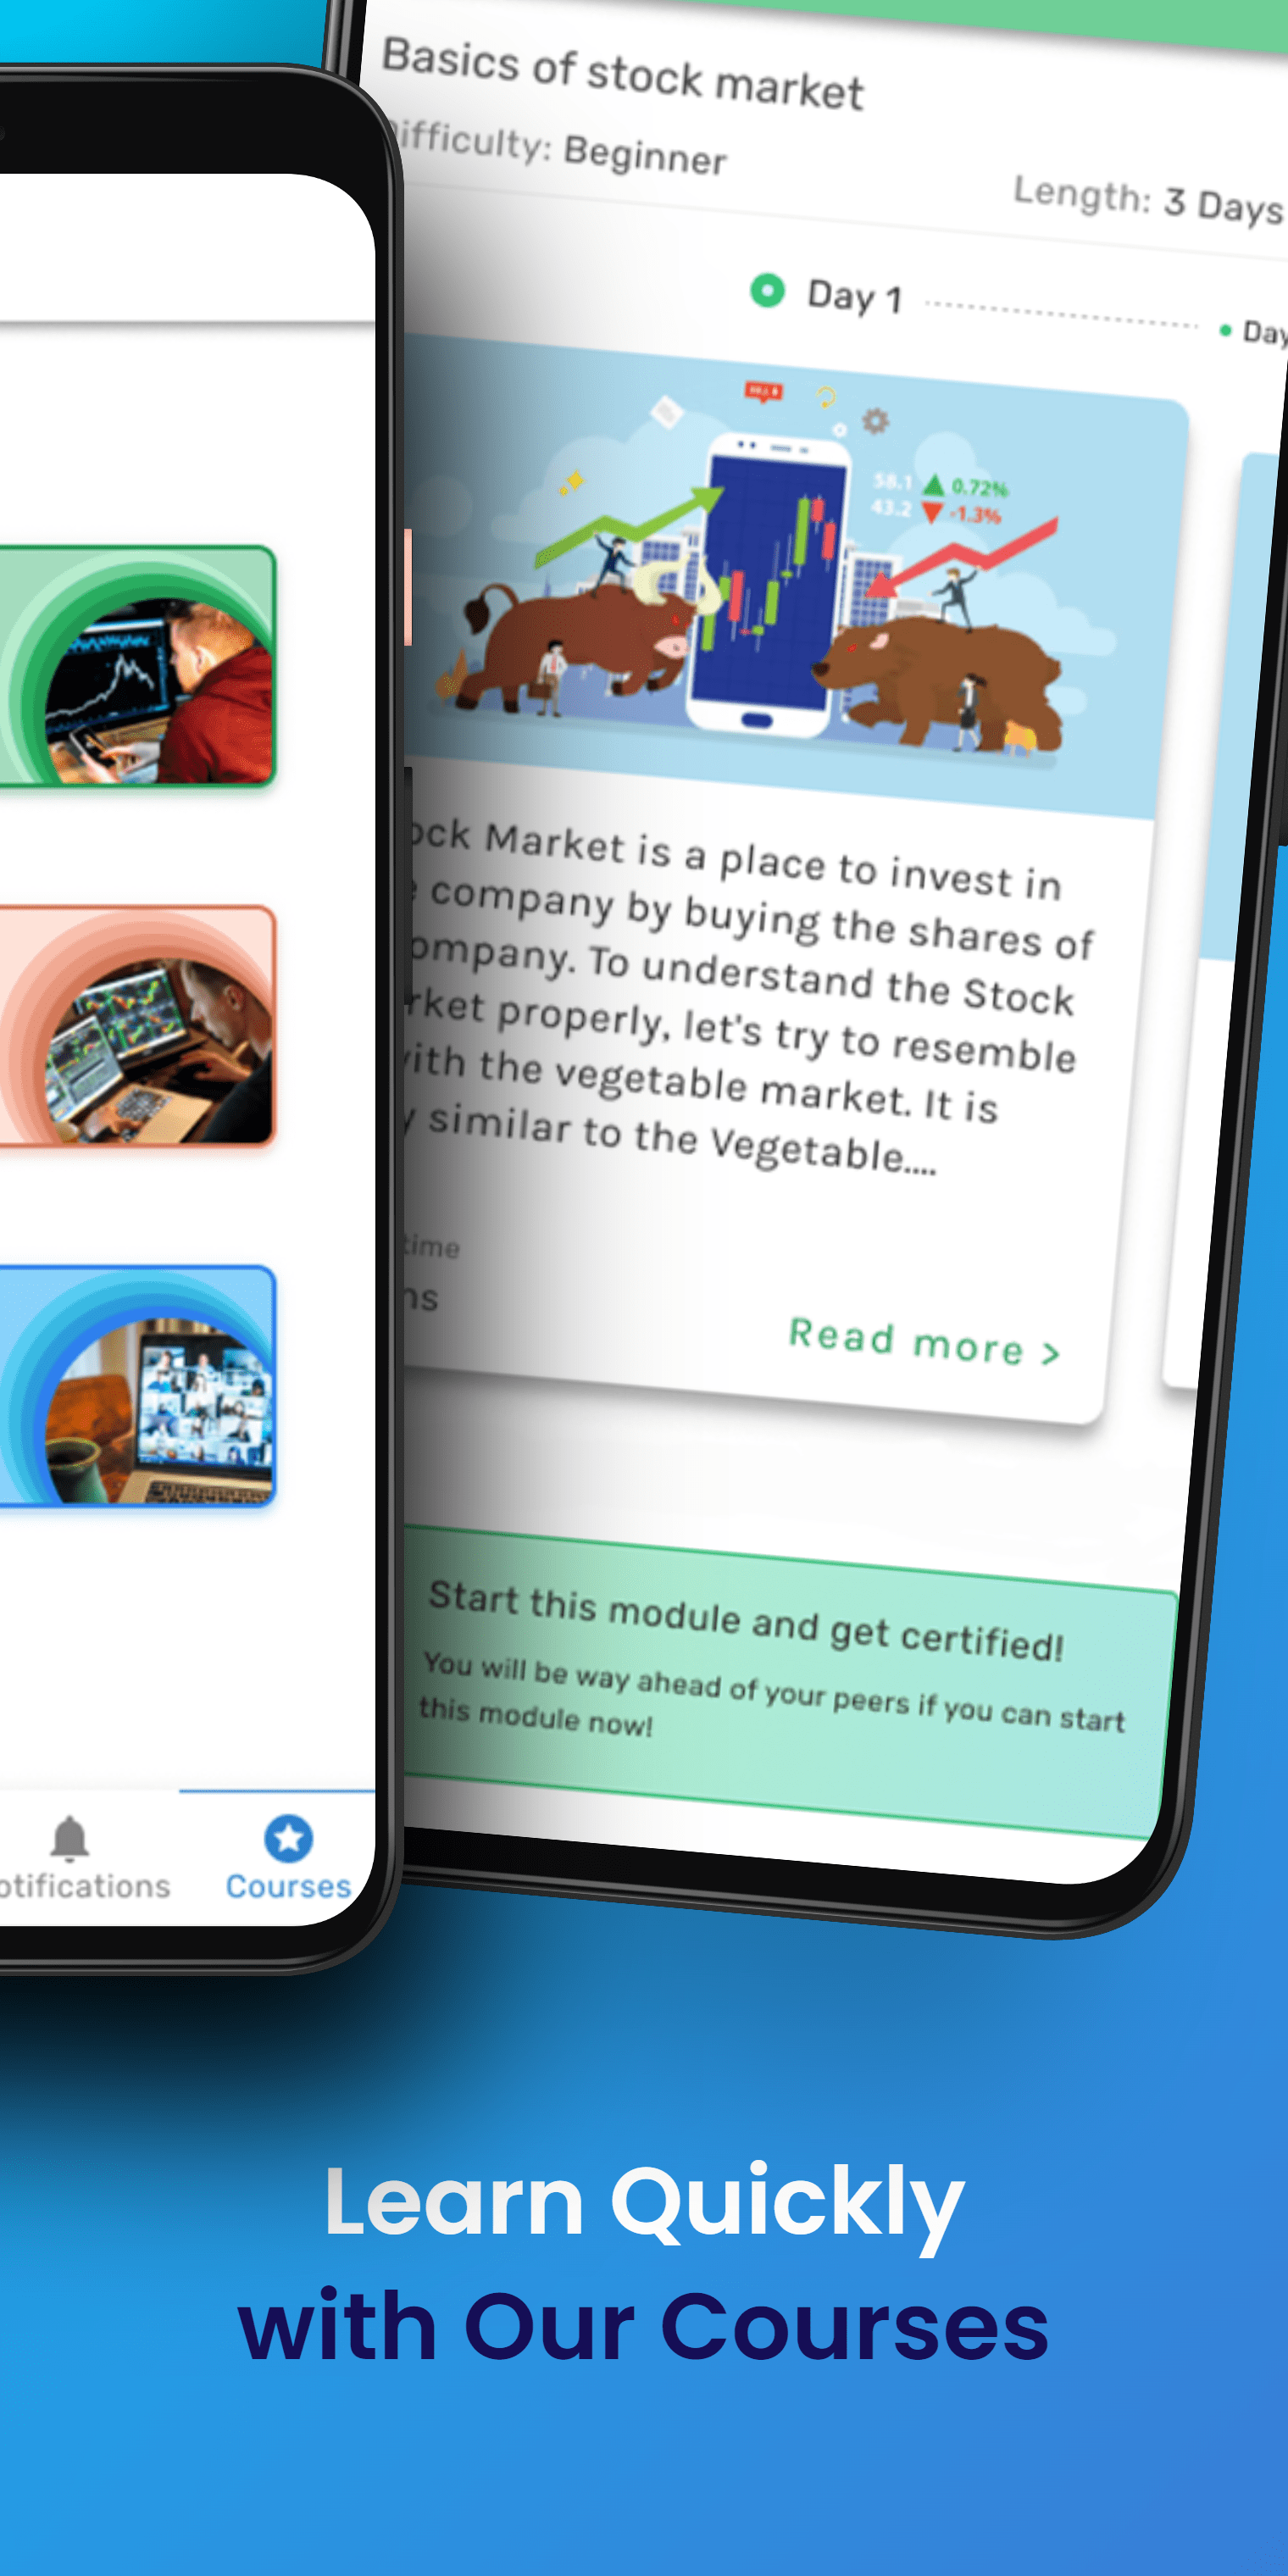 Basics of stock market
Difficulty: Beginner
Length: 3 Days
Day 1
Day
58.1 0.72%
43.2 -1.3%
ock Market is a place to invest in
e company by buying the shares of
ompany. To understand the Stock
rket properly, let's try to resemble
with the vegetable market. It is
y similar to the Vegetable....
time
ns
Read more >
Start this module and get certified!
You will be way ahead of your peers if you can start
this module now!
otifications
Courses
Learn Quickly
with Our Courses